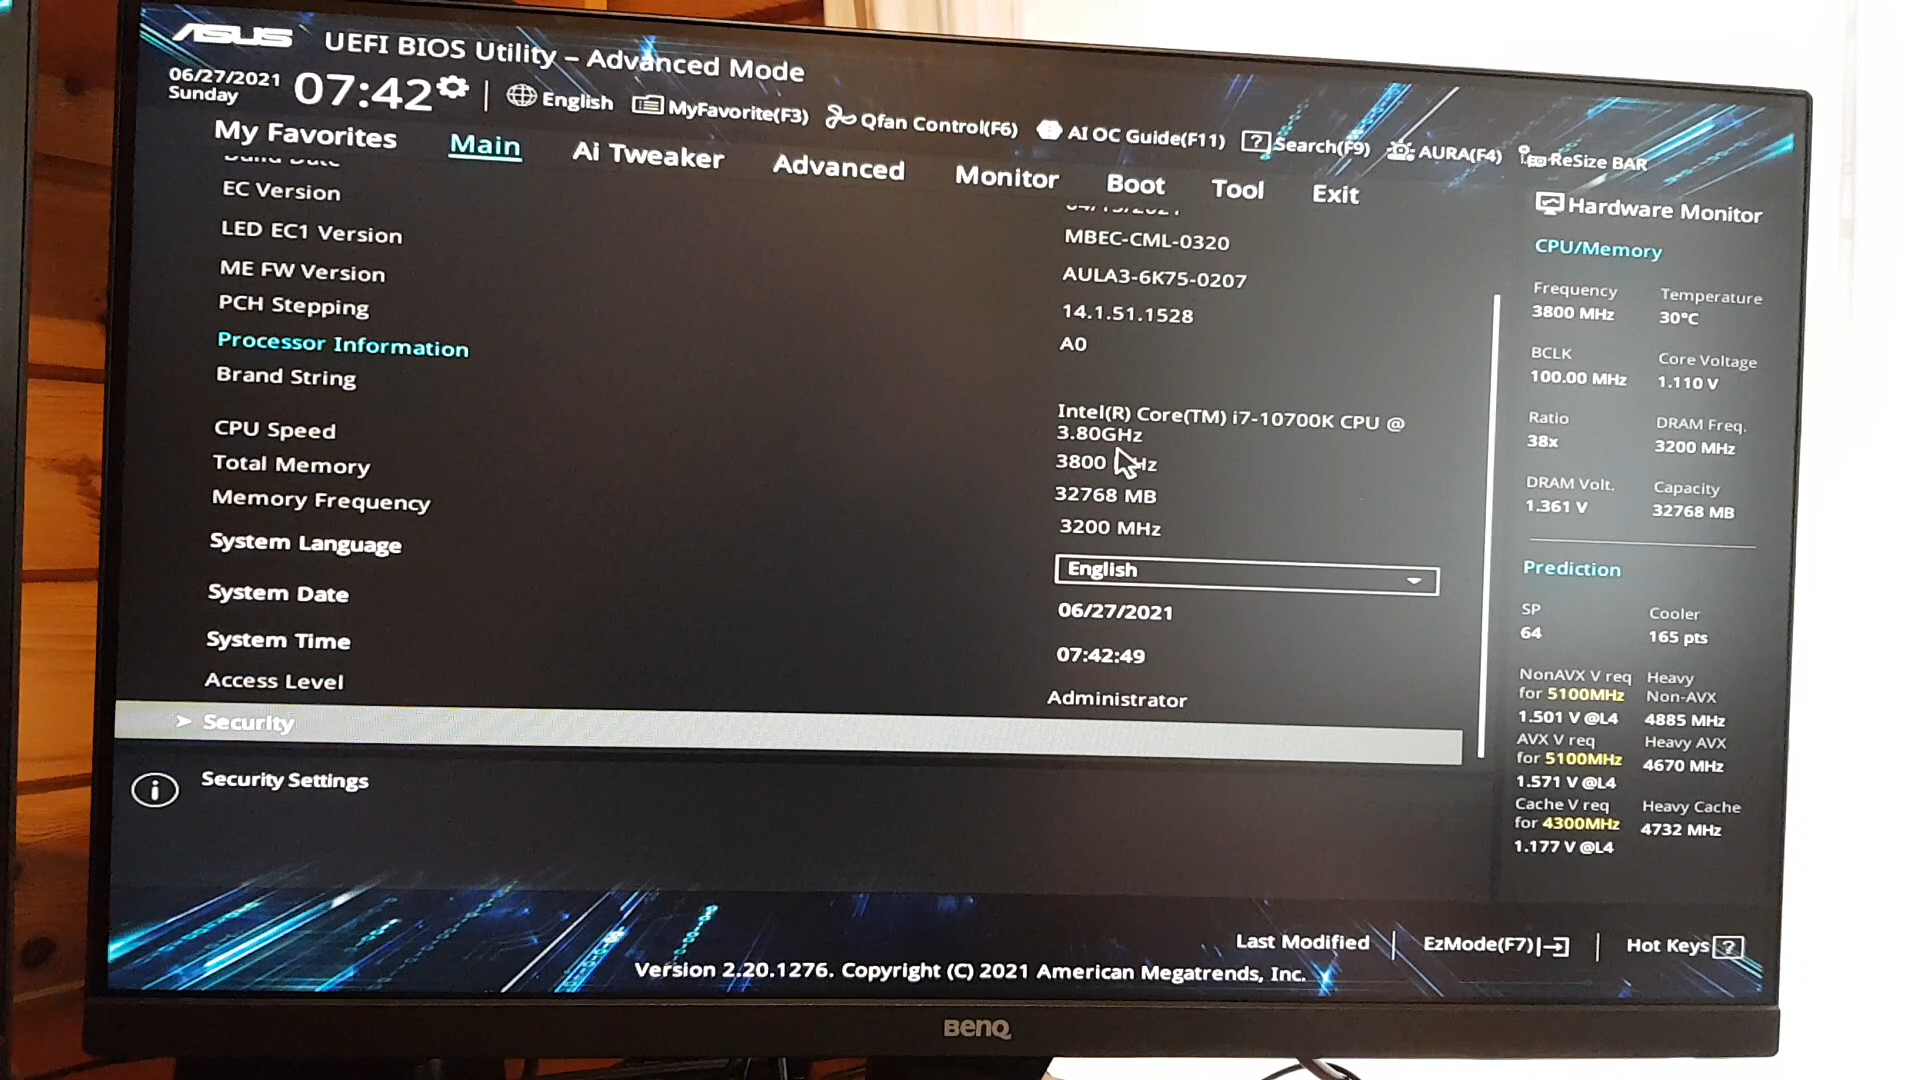 ASUS UEFI BIOS Utility – Advanced Mode
06/27/2021
Sunday
07:42
English
MyFavorite(F3)
Qfan Control(F6)
AI OC Guide(F11)
Search(F9)
AURA(F4)
ReSize BAR
My Favorites
Main
Ai Tweaker
Advanced
Monitor
Boot
Tool
Exit
EC Version
MBEC-CML-0320
LED EC1 Version
AULA3-6K75-0207
ME FW Version
14.1.51.1528
PCH Stepping
A0
Processor Information
Brand String
Intel(R) Core(TM) i7-10700K CPU @
3.80GHz
CPU Speed
3800
Total Memory
32768 MB
Memory Frequency
3200 MHz
System Language
English
System Date
06/27/2021
System Time
07:42:49
Access Level
Administrator
> Security
Security Settings
Hardware Monitor
CPU/Memory
Frequency Temperature
3800 MHz 30°C
BCLK Core Voltage
100.00 MHz 1.110 V
Ratio DRAM Freq.
38x 3200 MHz
DRAM Volt. Capacity
1.361 V 32768 MB
Prediction
SP Cooler
64 165 pts
NonAVX V req Heavy
for 5100MHz Non-AVX
1.501 V @L4 4885 MHz
AVX V req Heavy AVX
for 5100MHz 4670 MHz
1.571 V @L4
Cache V req Heavy Cache
for 4300MHz 4732 MHz
1.177 V @L4
Last Modified
EzMode(F7)
Hot Keys ?
Version 2.20.1276. Copyright (C) 2021 American Megatrends, Inc.
BenQ